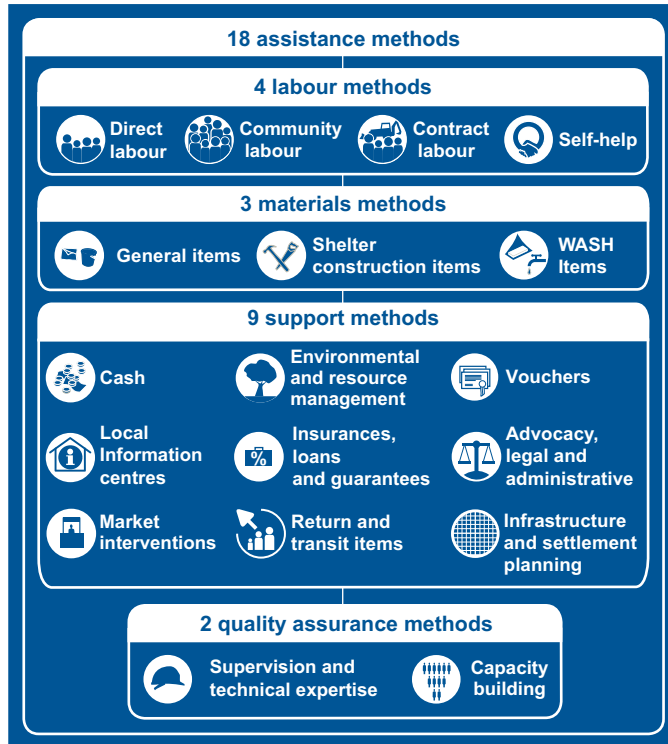 18 assistance methods
4 labour methods
Direct
labour
Community
labour
Contract
labour
Self-help
3 materials methods
General items
Shelter
construction items
WASH
Items
9 support methods
Cash
Environmental
and resource
management
Vouchers
Local
Information
centres
Insurances,
loans
and guarantees
Advocacy,
legal and
administrative
Market
interventions
Return and
transit items
Infrastructure
and settlement
planning
2 quality assurance methods
Supervision and
technical expertise
Capacity
building